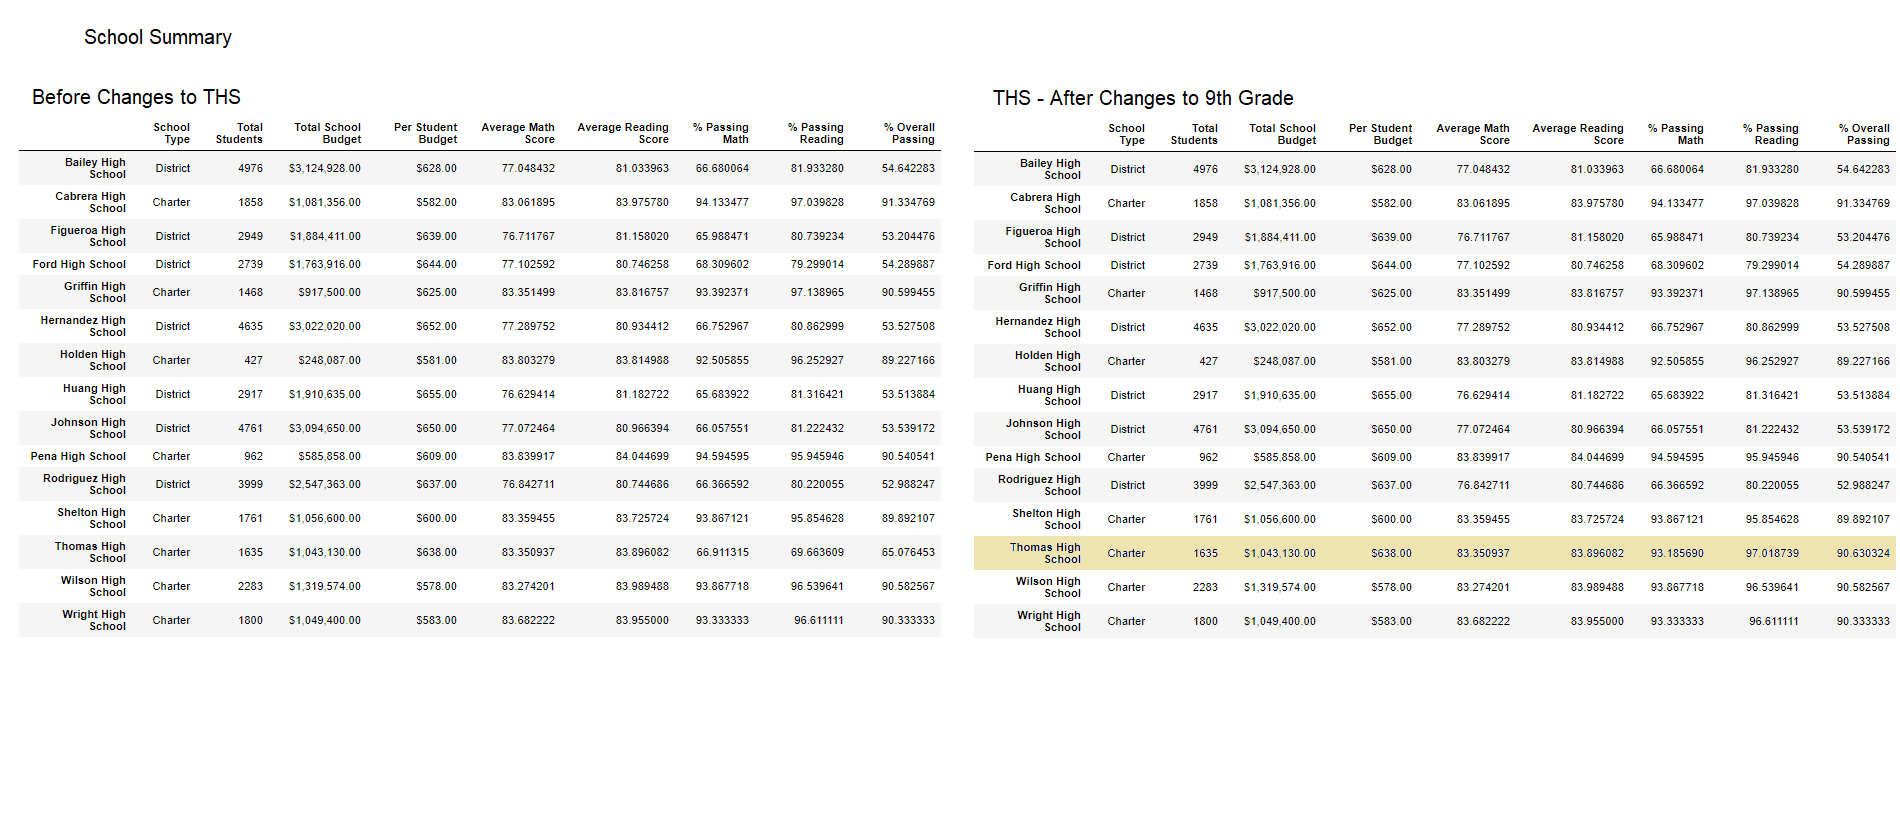 School Summary
Before Changes to THS
School Type Total Students Total School Budget Per Student Budget Average Math Score Average Reading Score % Passing Math % Passing Reading % Overall Passing
Bailey High School District 4976 $3,124,928.00 $628.00 77.048432 81.033963 66.680064 81.933280 54.642283
Cabrera High School Charter 1858 $1,081,356.00 $582.00 83.061895 83.975780 94.133477 97.039828 91.334769
Figueroa High School District 2949 $1,884,411.00 $639.00 76.711767 81.158020 65.988471 80.739234 53.204476
Ford High School District 2739 $1,763,916.00 $644.00 77.102592 80.746258 68.309602 79.299014 54.289887
Griffin High School Charter 1468 $917,500.00 $625.00 83.351499 83.816757 93.392371 97.138965 90.599455
Hernandez High School District 4635 $3,022,020.00 $652.00 77.289752 80.934412 66.752967 80.862999 53.527508
Holden High School Charter 427 $248,087.00 $581.00 83.803279 83.814988 92.505855 96.252927 89.227166
Huang High School District 2917 $1,910,635.00 $655.00 76.629414 81.182722 65.683922 81.316421 53.513884
Johnson High School District 4761 $3,094,650.00 $650.00 77.072464 80.966394 66.057551 81.222432 53.539172
Pena High School Charter 962 $585,858.00 $609.00 83.839917 84.044699 94.594595 95.945946 90.540541
Rodriguez High School District 3999 $2,547,363.00 $637.00 76.842711 80.744686 66.366592 80.220055 52.988247
Shelton High School Charter 1761 $1,056,600.00 $600.00 83.359455 83.725724 93.867121 95.854628 89.892107
Thomas High School Charter 1635 $1,043,130.00 $638.00 83.350937 83.896082 66.911315 69.663609 65.076453
Wilson High School Charter 2283 $1,319,574.00 $578.00 83.274201 83.989488 93.867718 96.539641 90.582567
Wright High School Charter 1800 $1,049,400.00 $583.00 83.682222 83.955000 93.333333 96.611111 90.333333
THS - After Changes to 9th Grade
School Type Total Students Total School Budget Per Student Budget Average Math Score Average Reading Score % Passing Math % Passing Reading % Overall Passing
Bailey High School District 4976 $3,124,928.00 $628.00 77.048432 81.033963 66.680064 81.933280 54.642283
Cabrera High School Charter 1858 $1,081,356.00 $582.00 83.061895 83.975780 94.133477 97.039828 91.334769
Figueroa High School District 2949 $1,884,411.00 $639.00 76.711767 81.158020 65.988471 80.739234 53.204476
Ford High School District 2739 $1,763,916.00 $644.00 77.102592 80.746258 68.309602 79.299014 54.289887
Griffin High School Charter 1468 $917,500.00 $625.00 83.351499 83.816757 93.392371 97.138965 90.599455
Hernandez High School District 4635 $3,022,020.00 $652.00 77.289752 80.934412 66.752967 80.862999 53.527508
Holden High School Charter 427 $248,087.00 $581.00 83.803279 83.814988 92.505855 96.252927 89.227166
Huang High School District 2917 $1,910,635.00 $655.00 76.629414 81.182722 65.683922 81.316421 53.513884
Johnson High School District 4761 $3,094,650.00 $650.00 77.072464 80.966394 66.057551 81.222432 53.539172
Pena High School Charter 962 $585,858.00 $609.00 83.839917 84.044699 94.594595 95.945946 90.540541
Rodriguez High School District 3999 $2,547,363.00 $637.00 76.842711 80.744686 66.366592 80.220055 52.988247
Shelton High School Charter 1761 $1,056,600.00 $600.00 83.359455 83.725724 93.867121 95.854628 89.892107
Thomas High School Charter 1635 $1,043,130.00 $638.00 83.350937 83.896082 93.185690 97.018739 90.630324
Wilson High School Charter 2283 $1,319,574.00 $578.00 83.274201 83.989488 93.867718 96.539641 90.582567
Wright High School Charter 1800 $1,049,400.00 $583.00 83.682222 83.955000 93.333333 96.611111 90.333333